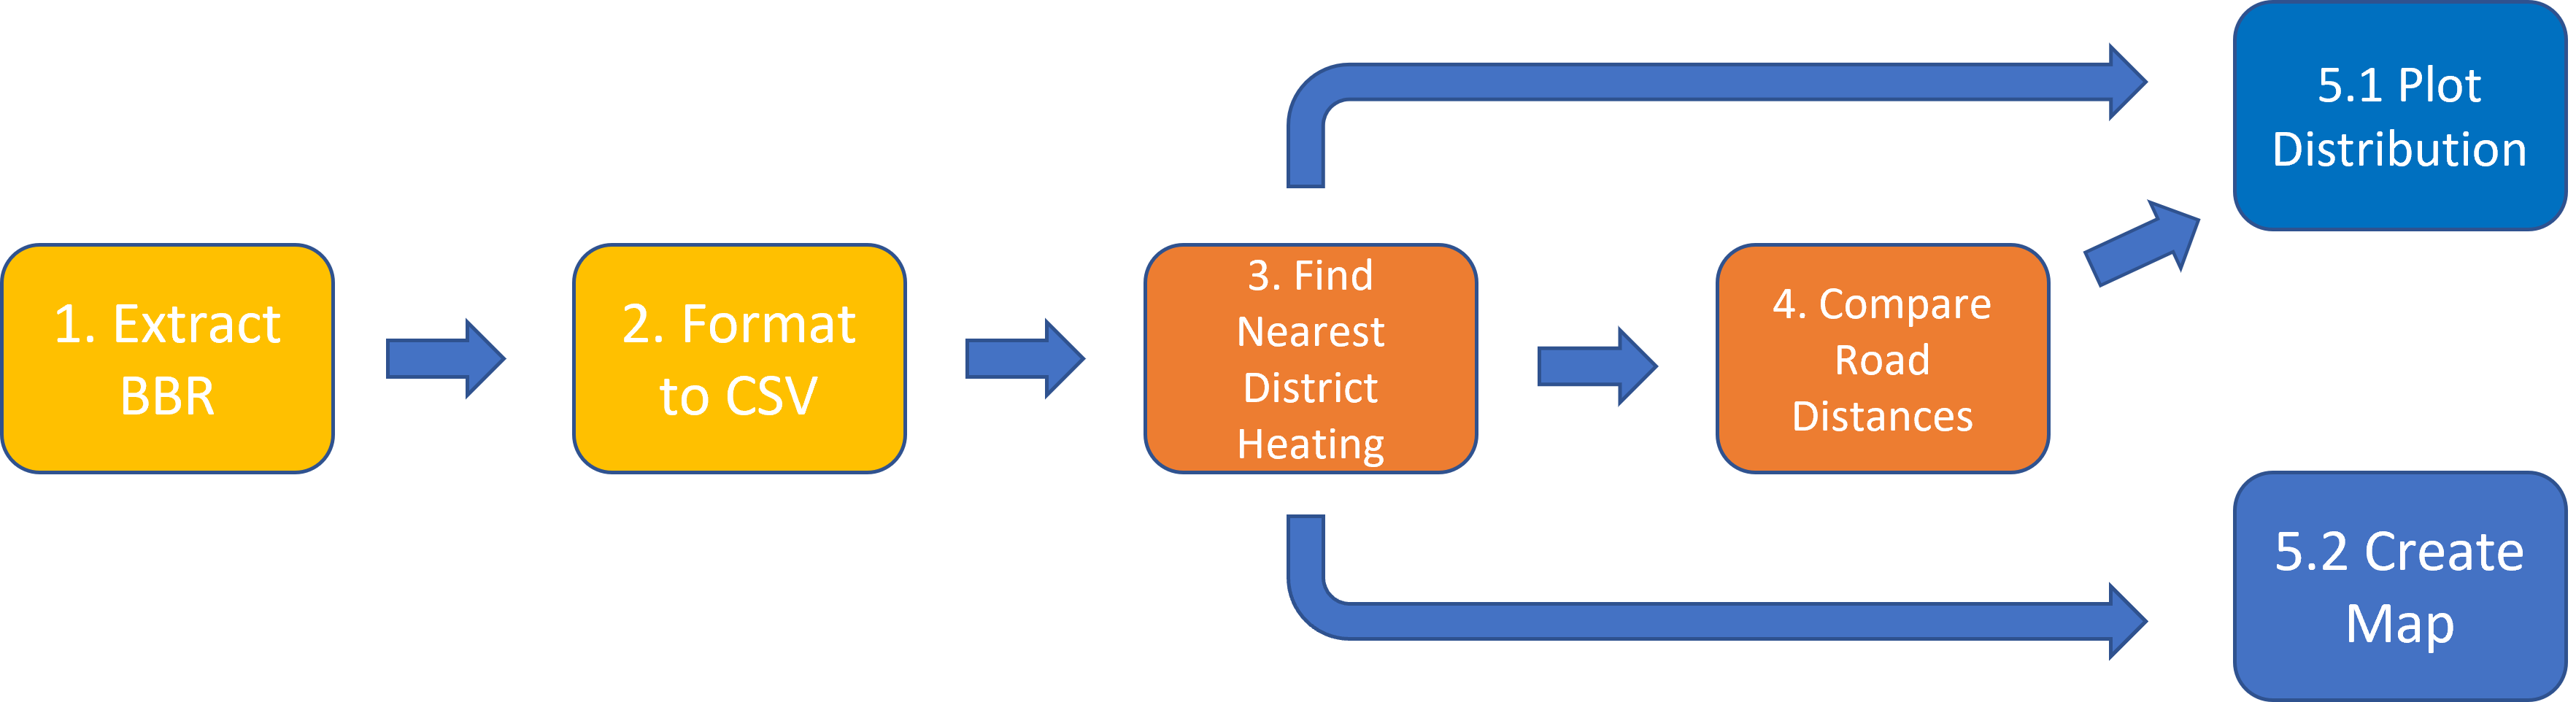 1. Extract
BBR
2. Format
to CSV
3. Find
Nearest
District
Heating
4. Compare
Road
Distances
5.1 Plot
Distribution
5.2 Create
Map